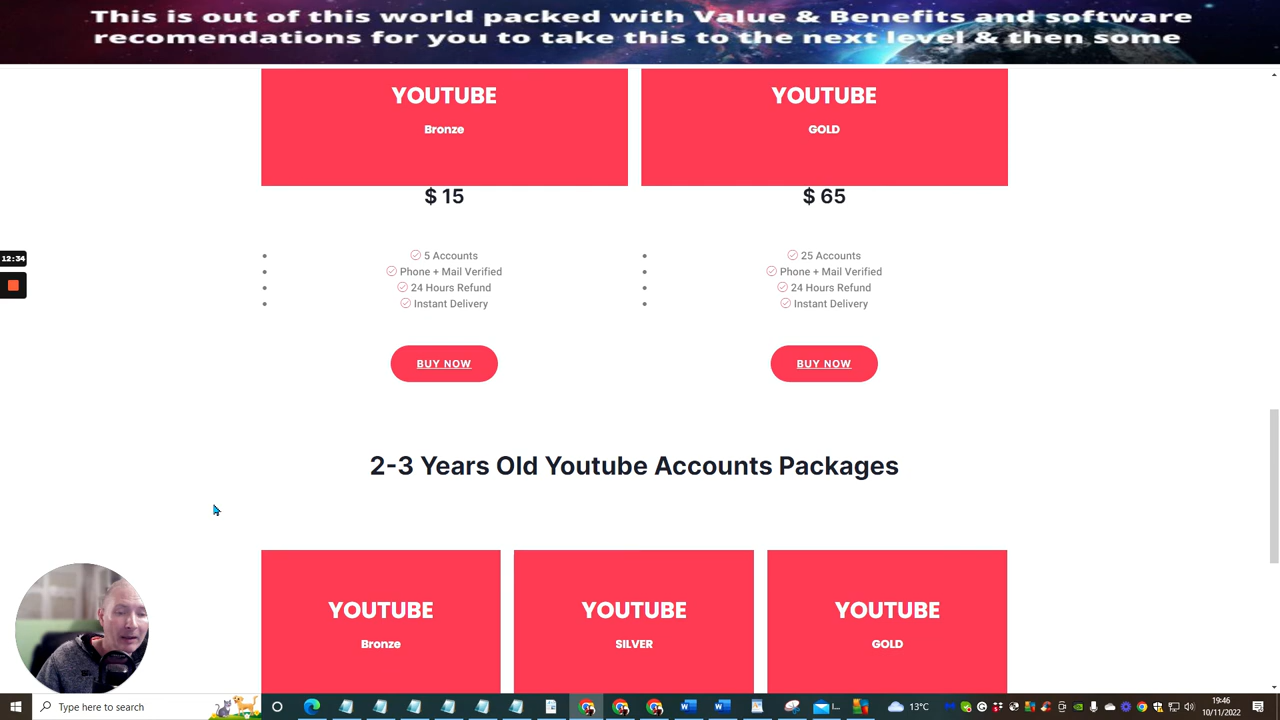 This is out of this world packed with Value & Benefits and software
recomendations for you to take this to the next level & then some
YOUTUBE
Bronze
YOUTUBE
GOLD
$ 15
$ 65
5 Accounts
Phone + Mail Verified
24 Hours Refund
Instant Delivery
25 Accounts
Phone + Mail Verified
24 Hours Refund
Instant Delivery
BUY NOW
BUY NOW
12:34
2-3 Years Old Youtube Accounts Packages
YOUTUBE
Bronze
YOUTUBE
SILVER
YOUTUBE
GOLD
Type here to search
13°C
19:46
10/11/2022